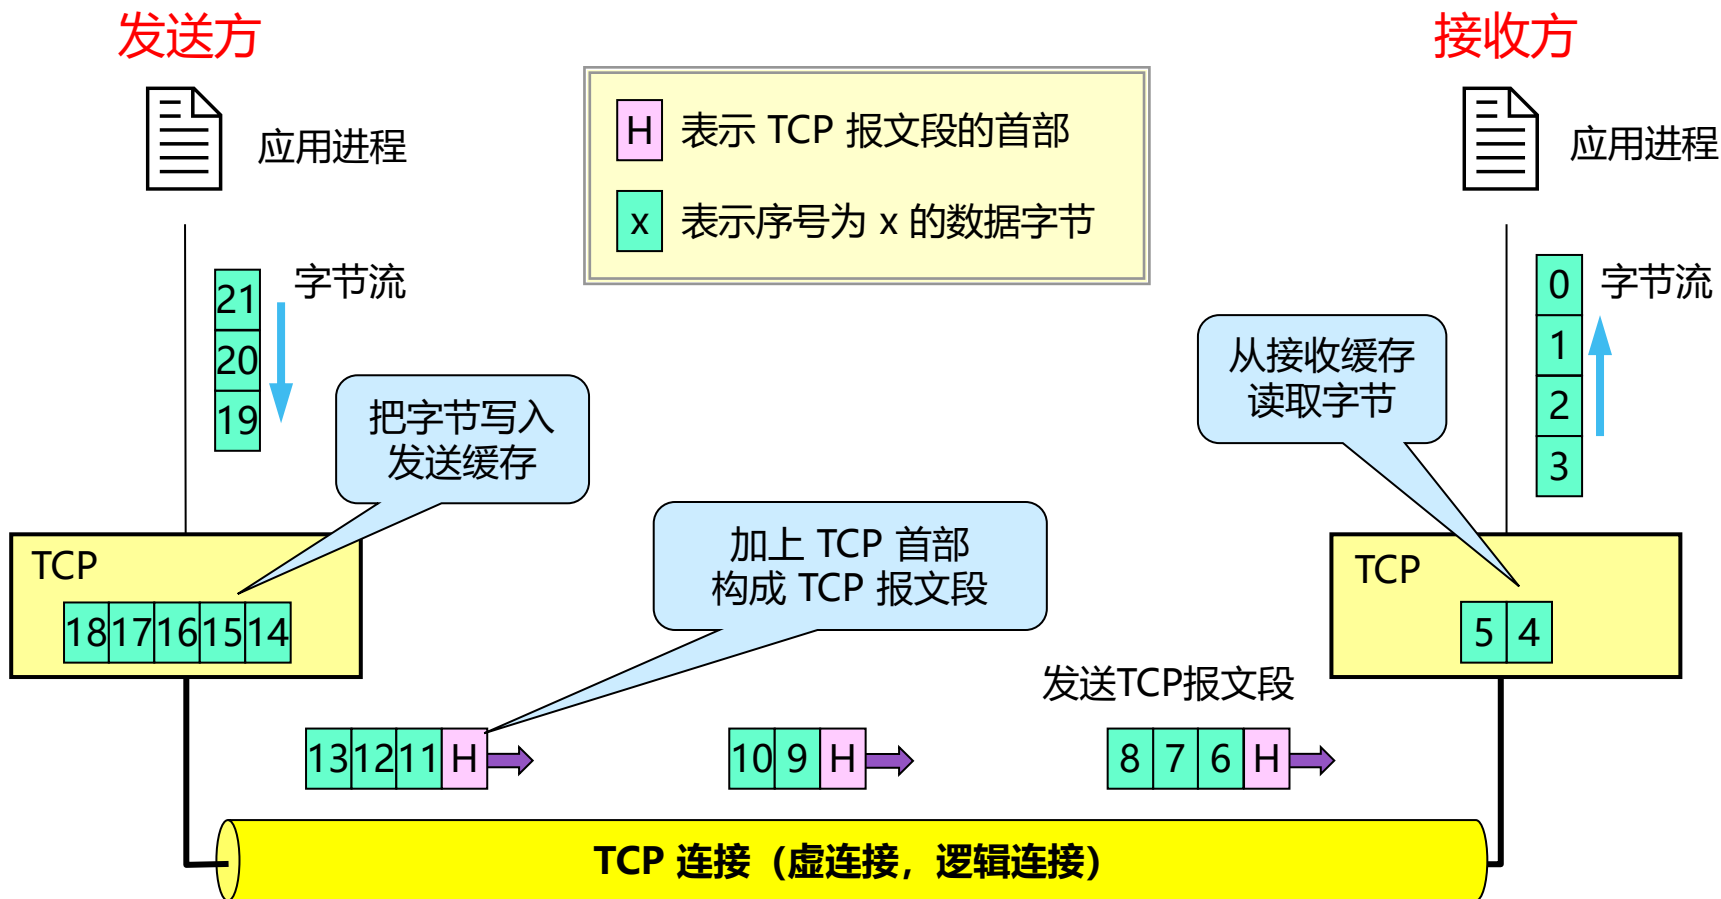 发送方
接收方
应用进程
H 表示 TCP 报文段的首部
x 表示序号为 x 的数据字节
应用进程
字节流
21
20
19
字节流
0
1
2
3
把字节写入
发送缓存
从接收缓存
读取字节
加上 TCP 首部
构成 TCP 报文段
TCP
18 17 16 15 14
TCP
5 4
发送TCP报文段
13 12 11 H
10 9 H
8 7 6 H
TCP 连接（虚连接，逻辑连接）